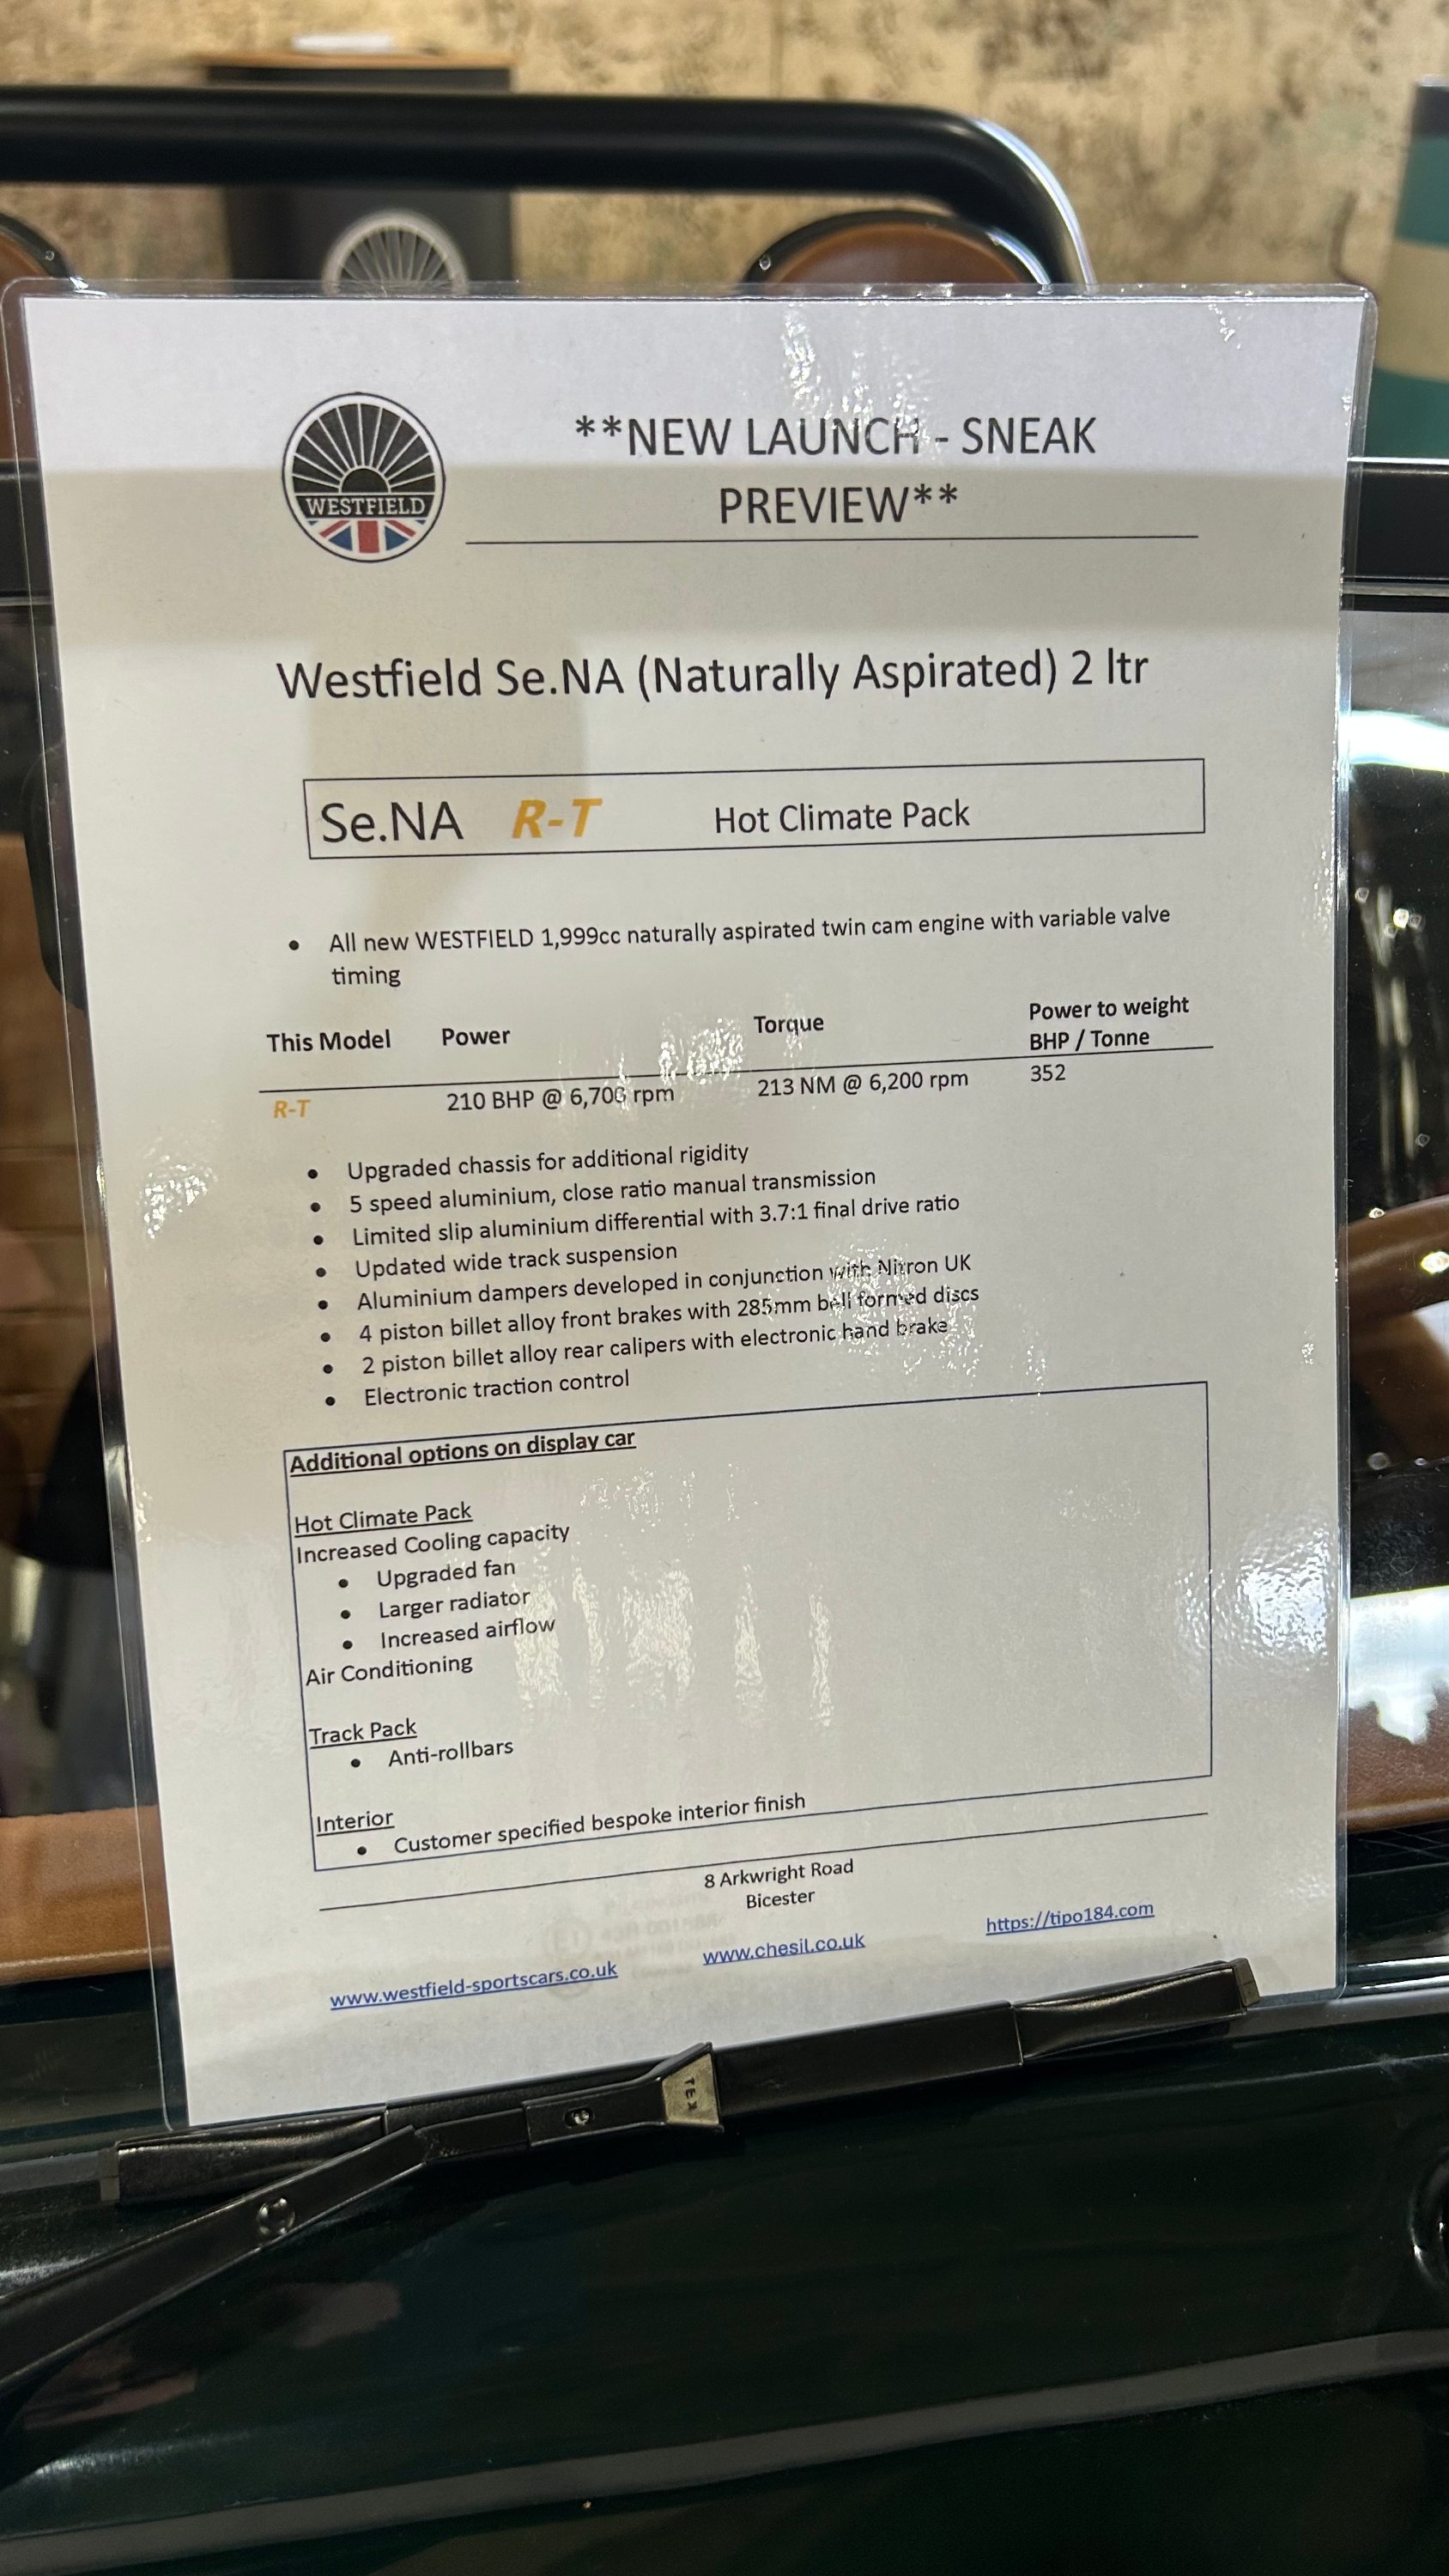 WESTFIELD
**NEW LAUNCH - SNEAK
PREVIEW**
Westfield Se.NA (Naturally Aspirated) 2 ltr
Se.NA R-T Hot Climate Pack
• All new WESTFIELD 1,999cc naturally aspirated twin cam engine with variable valve
timing
This Model Power Torque Power to weight
BHP / Tonne
R-T 210 BHP @ 6,700 rpm 213 NM @ 6,200 rpm 352
• Upgraded chassis for additional rigidity
• 5 speed aluminium, close ratio manual transmission
• Limited slip aluminium differential with 3.7:1 final drive ratio
• Updated wide track suspension
• Aluminium dampers developed in conjunction with Nitron UK
• 4 piston billet alloy front brakes with 285mm bell formed discs
• 2 piston billet alloy rear calipers with electronic hand brake
• Electronic traction control
Additional options on display car
Hot Climate Pack
Increased Cooling capacity
• Upgraded fan
• Larger radiator
• Increased airflow
Air Conditioning
Track Pack
• Anti-rollbars
Interior
• Customer specified bespoke interior finish
8 Arkwright Road
Bicester
www.westfield-sportscars.co.uk www.chesil.co.uk https://tipo184.com
TEX